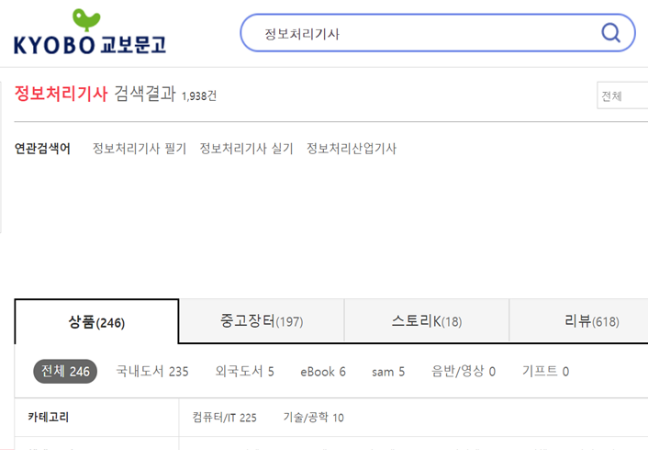 KYOBO 교보문고
정보처리기사
정보처리기사 검색결과 1,938건
전체
연관검색어 정보처리기사 필기 정보처리기사 실기 정보처리산업기사
상품(246) 중고장터(197) 스토리K(18) 리뷰(618)
전체 246 국내도서 235 외국도서 5 eBook 6 sam 5 음반/영상 0 기프트 0
카테고리 컴퓨터/IT 225 기술/공학 10